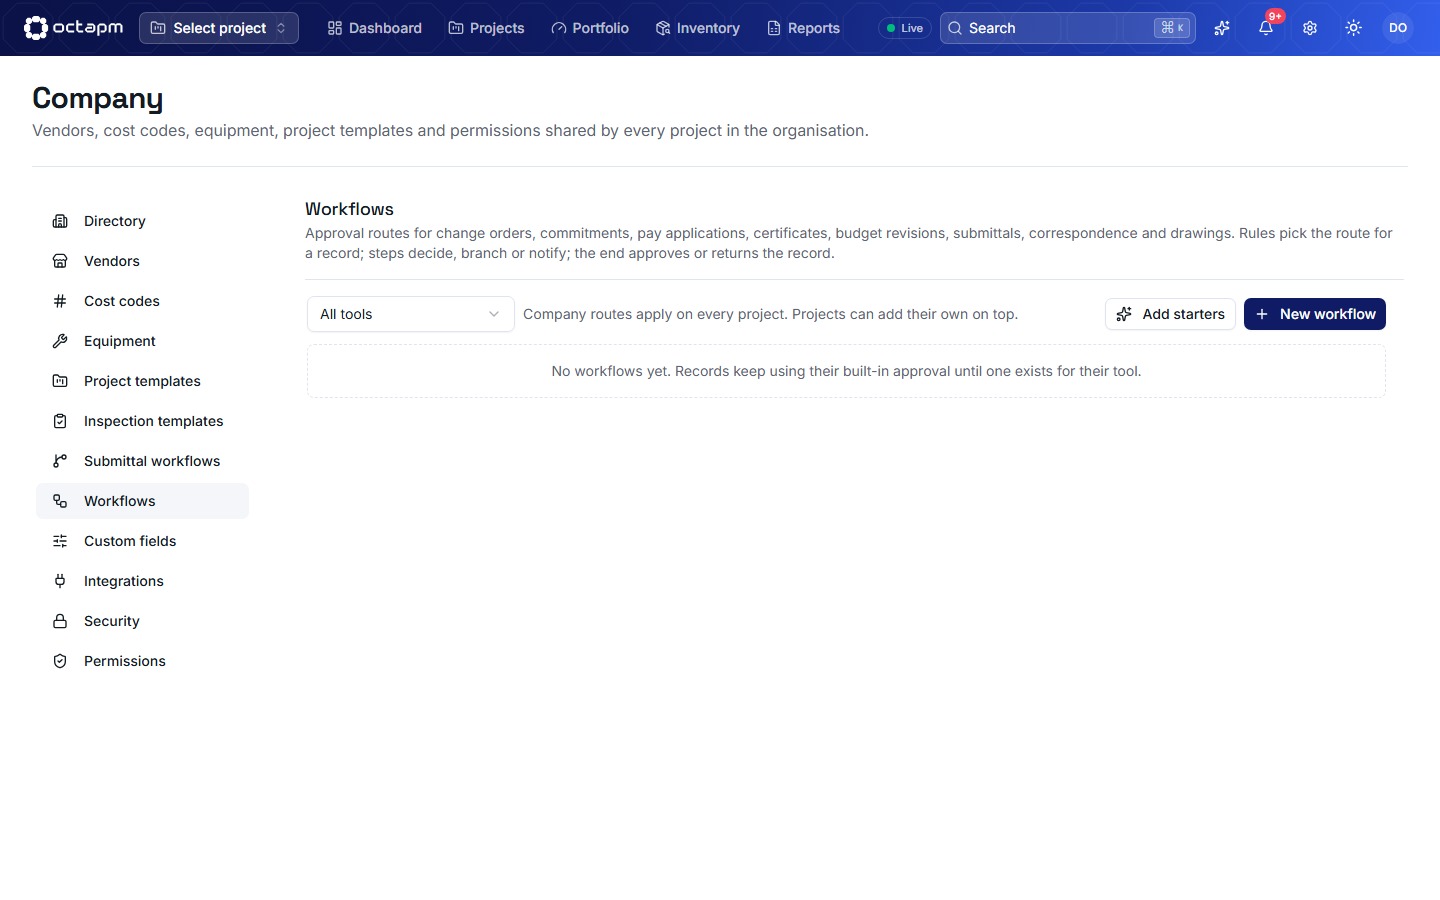 octapm
Select project
Dashboard
Projects
Portfolio
Inventory
Reports
Live
Search
⌘ K
9+
DO
Company
Vendors, cost codes, equipment, project templates and permissions shared by every project in the organisation.
Directory
Vendors
Cost codes
Equipment
Project templates
Inspection templates
Submittal workflows
Workflows
Custom fields
Integrations
Security
Permissions
Workflows
Approval routes for change orders, commitments, pay applications, certificates, budget revisions, submittals, correspondence and drawings. Rules pick the route for
a record; steps decide, branch or notify; the end approves or returns the record.
All tools
Company routes apply on every project. Projects can add their own on top.
Add starters
New workflow
No workflows yet. Records keep using their built-in approval until one exists for their tool.